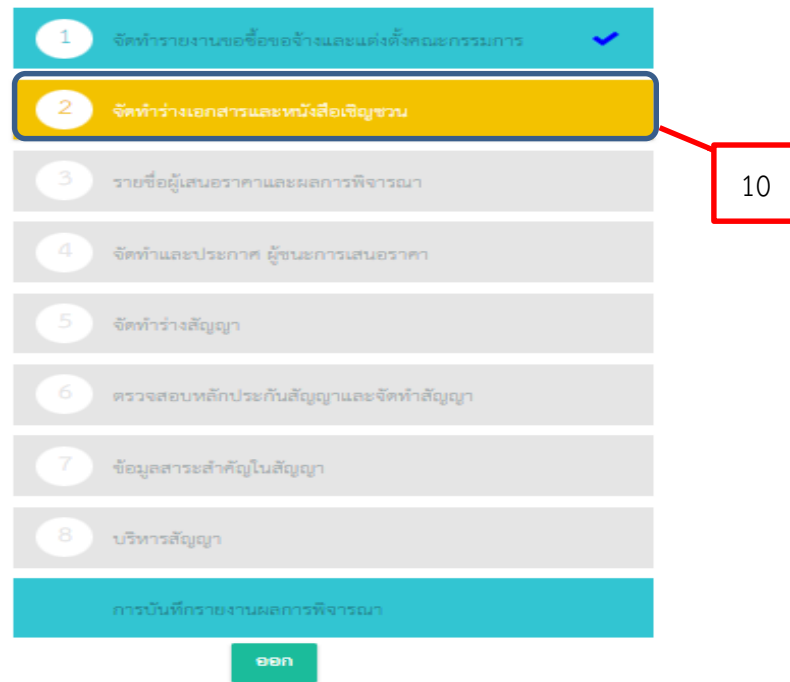 1 จัดทำรายงานขอซื้อขอจ้างและแต่งตั้งคณะกรรมการ
2 จัดทำร่างเอกสารและหนังสือเชิญชวน
10
3 รายชื่อผู้เสนอราคาและผลการพิจารณา
4 จัดทำและประกาศ ผู้ชนะการเสนอราคา
5 จัดทำร่างสัญญา
6 ตรวจสอบหลักประกันสัญญาและจัดทำสัญญา
7 ข้อมูลสาระสำคัญในสัญญา
8 บริหารสัญญา
การบันทึกรายงานผลการพิจารณา
ออก